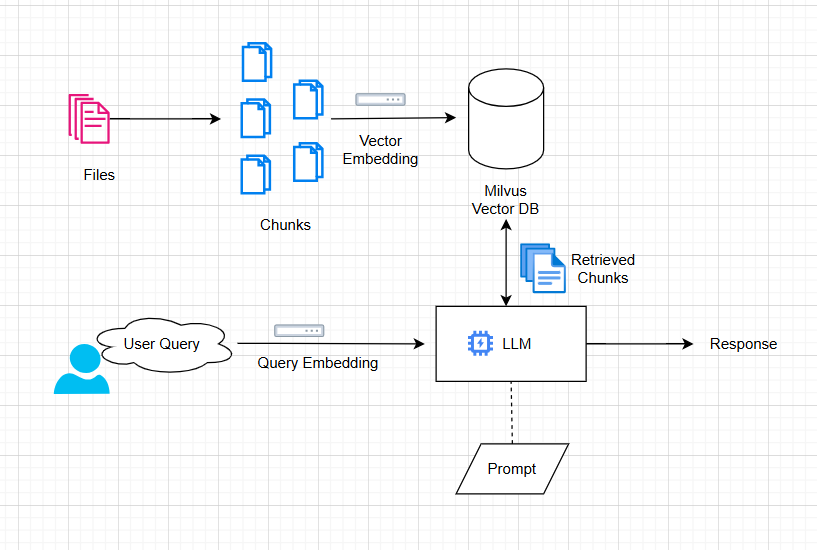 Files
Chunks
Vector
Embedding
Milvus
Vector DB
Retrieved
Chunks
User Query
Query Embedding
LLM
Response
Prompt